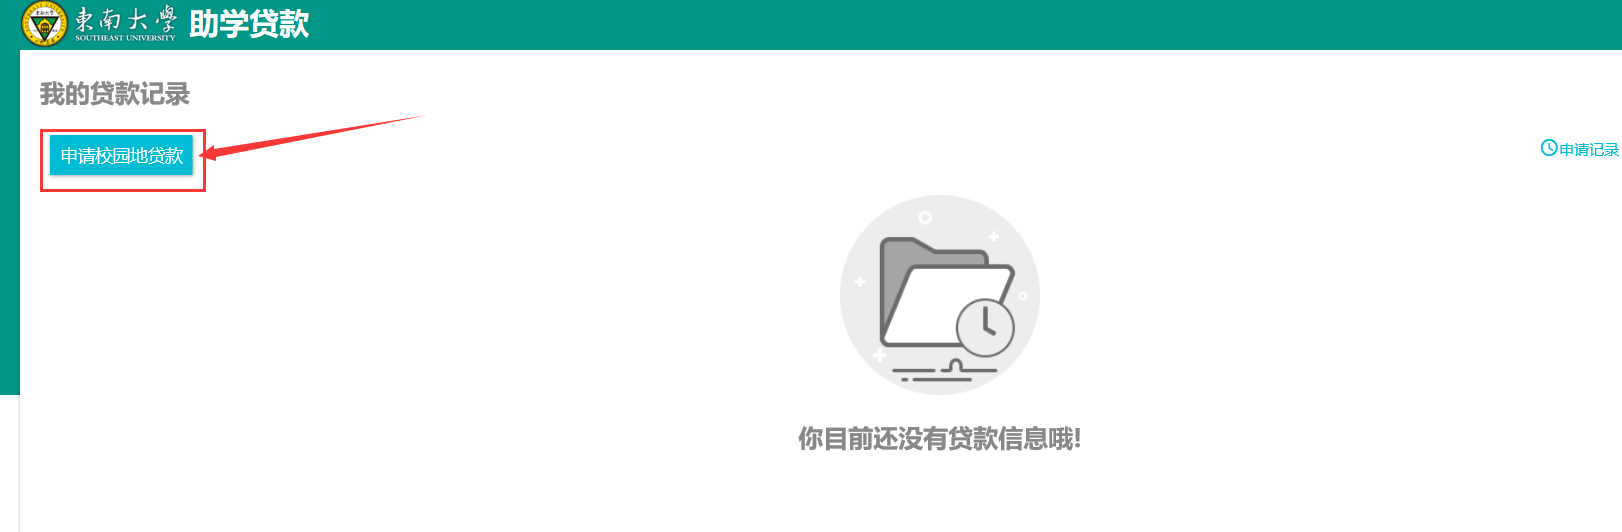 東南大學
SOUTHEAST UNIVERSITY
助学贷款
我的贷款记录
申请校园地贷款
申请记录
你目前还没有贷款信息哦!